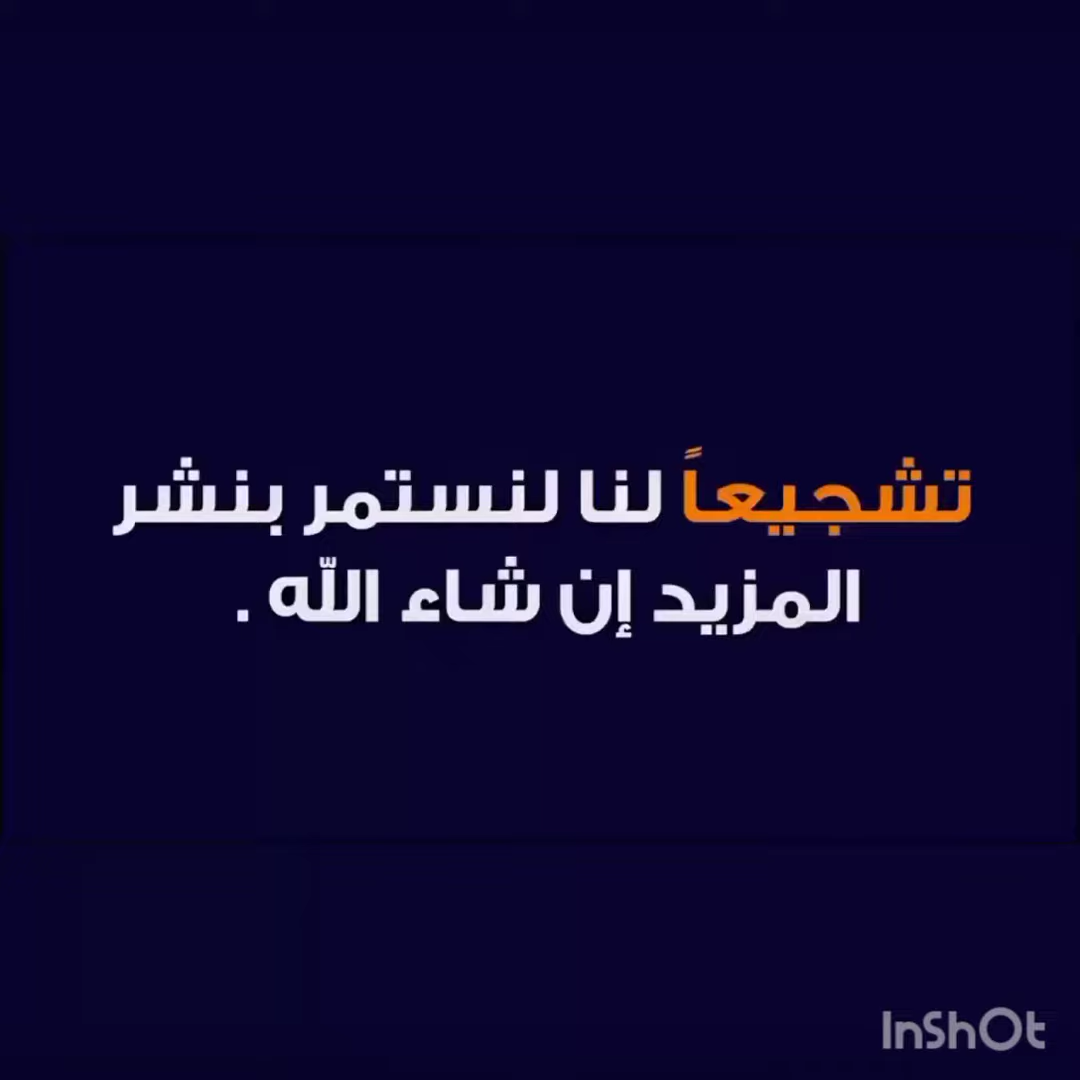 تشجيعاً لنا لنستمر بنشر
المزيد إن شاء الله .
InShOt